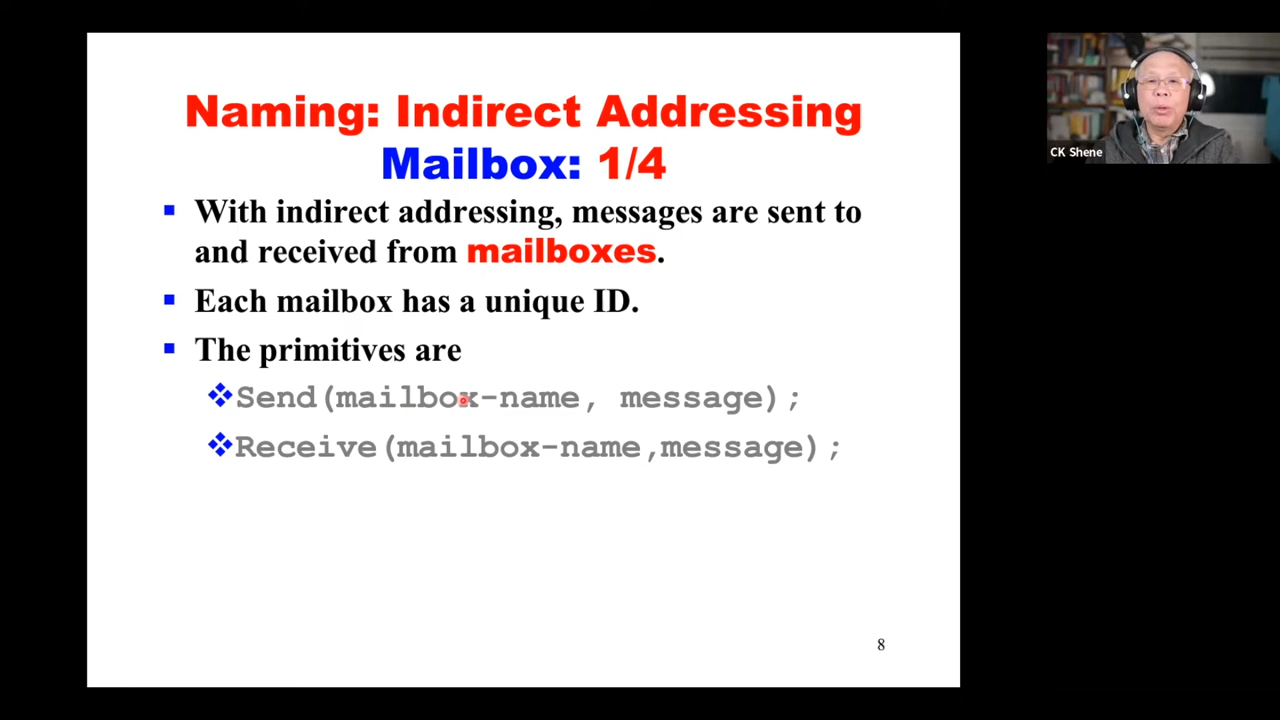 Naming: Indirect Addressing
Mailbox: 1/4
With indirect addressing, messages are sent to
and received from mailboxes.
Each mailbox has a unique ID.
The primitives are
Send(mailbox-name, message);
Receive(mailbox-name,message);
8
CK Shene